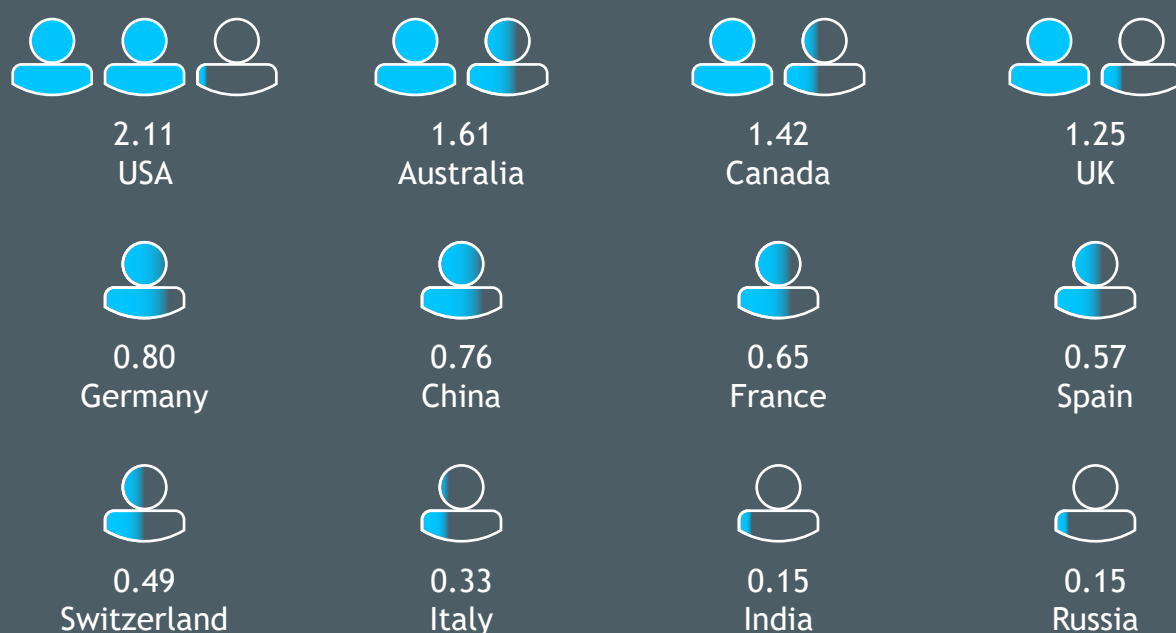 2.11
USA
1.61
Australia
1.42
Canada
1.25
UK
0.80
Germany
0.76
China
0.65
France
0.57
Spain
0.49
Switzerland
0.33
Italy
0.15
India
0.15
Russia